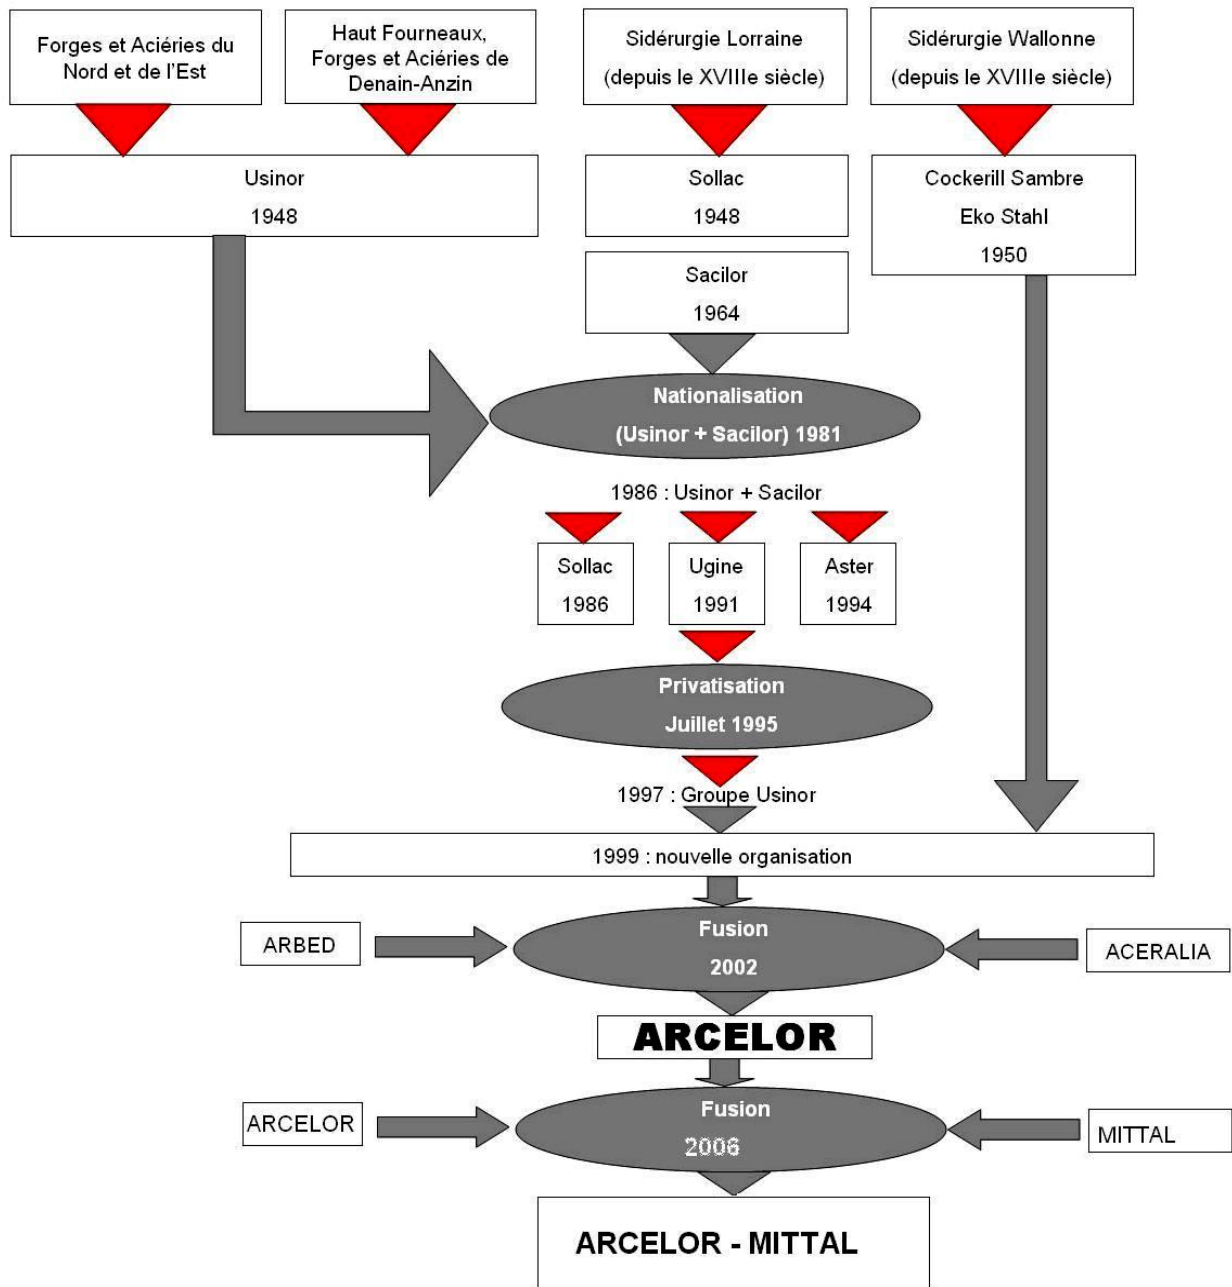 Forges et Aciéries du
Nord et de l'Est
Haut Fourneaux,
Forges et Aciéries de
Denain-Anzin
Sidérurgie Lorraine
(depuis le XVIIIe siècle)
Sidérurgie Wallonne
(depuis le XVIIIe siècle)
Usinor
1948
Sollac
1948
Cockerill Sambre
Eko Stahl
1950
Sacilor
1964
Nationalisation
(Usinor + Sacilor) 1981
1986 : Usinor + Sacilor
Sollac
1986
Ugine
1991
Aster
1994
Privatisation
Juillet 1995
1997 : Groupe Usinor
1999 : nouvelle organisation
ARBED
Fusion
2002
ACERALIA
ARCELOR
ARCELOR
Fusion
2006
MITTAL
ARCELOR - MITTAL